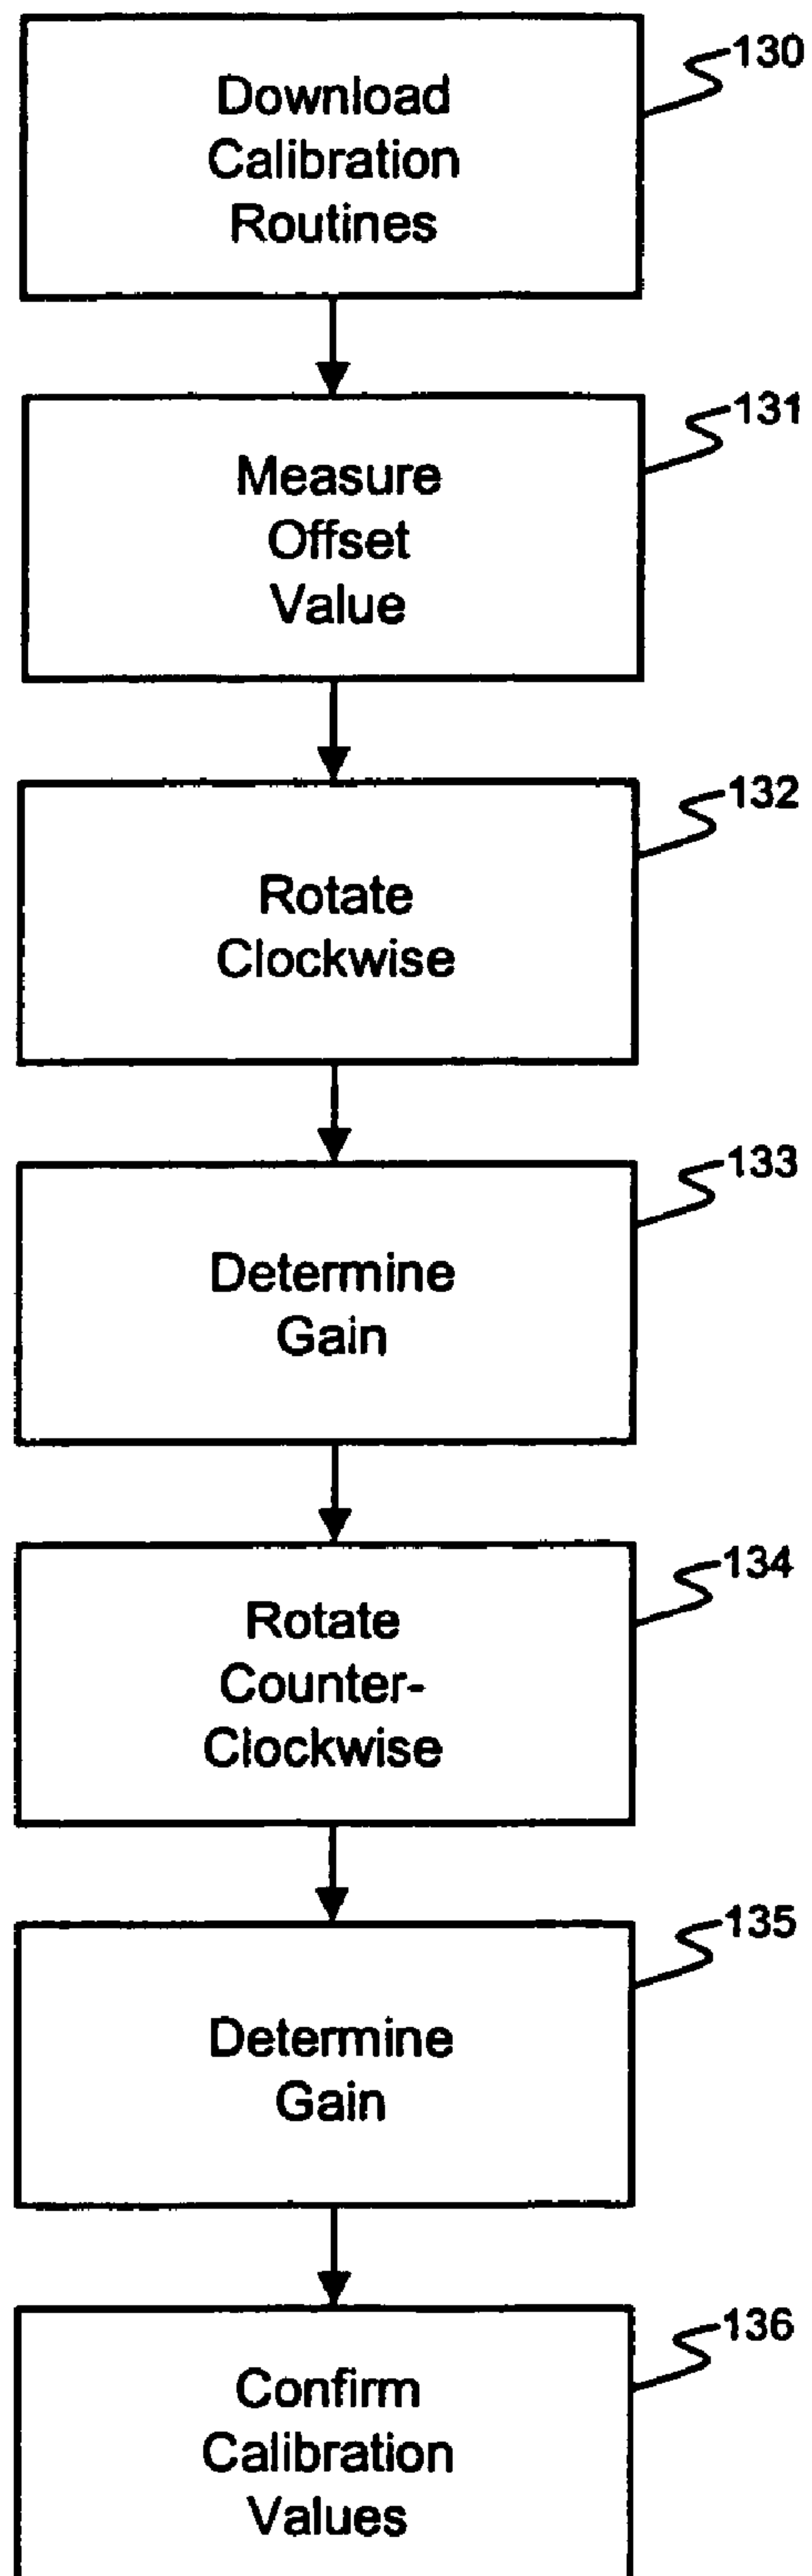 130
Download
Calibration
Routines
131
Measure
Offset
Value
132
Rotate
Clockwise
133
Determine
Gain
134
Rotate
Counter-
Clockwise
135
Determine
Gain
136
Confirm
Calibration
Values